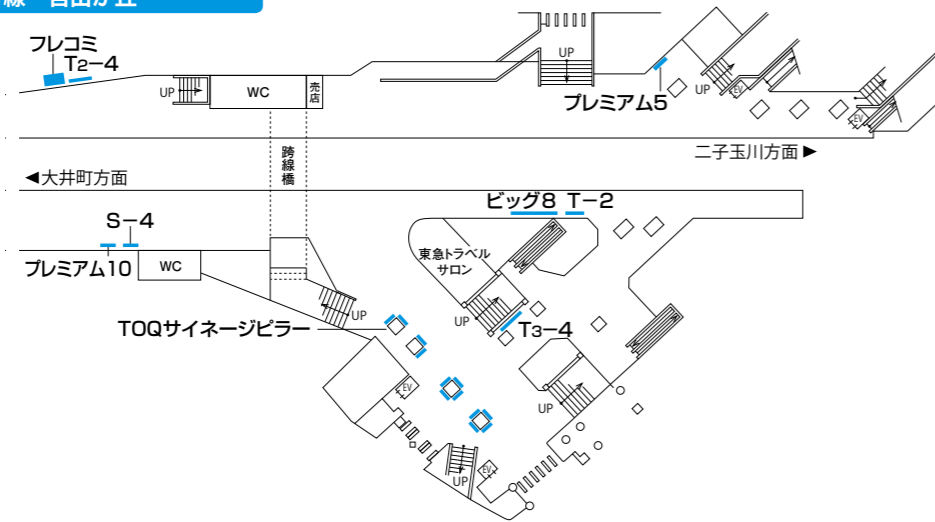 線 自由が丘
フレコミ
T2-4
UP
WC
売店
UP
プレミアム5
UP
EV
EV
跨線橋
二子玉川方面▶
◀大井町方面
ビッグ8 T-2
S-4
プレミアム10
WC
東急トラベル
サロン
UP
TOQサイネージピラー
UP
T3-4
EV
UP
UP
EV